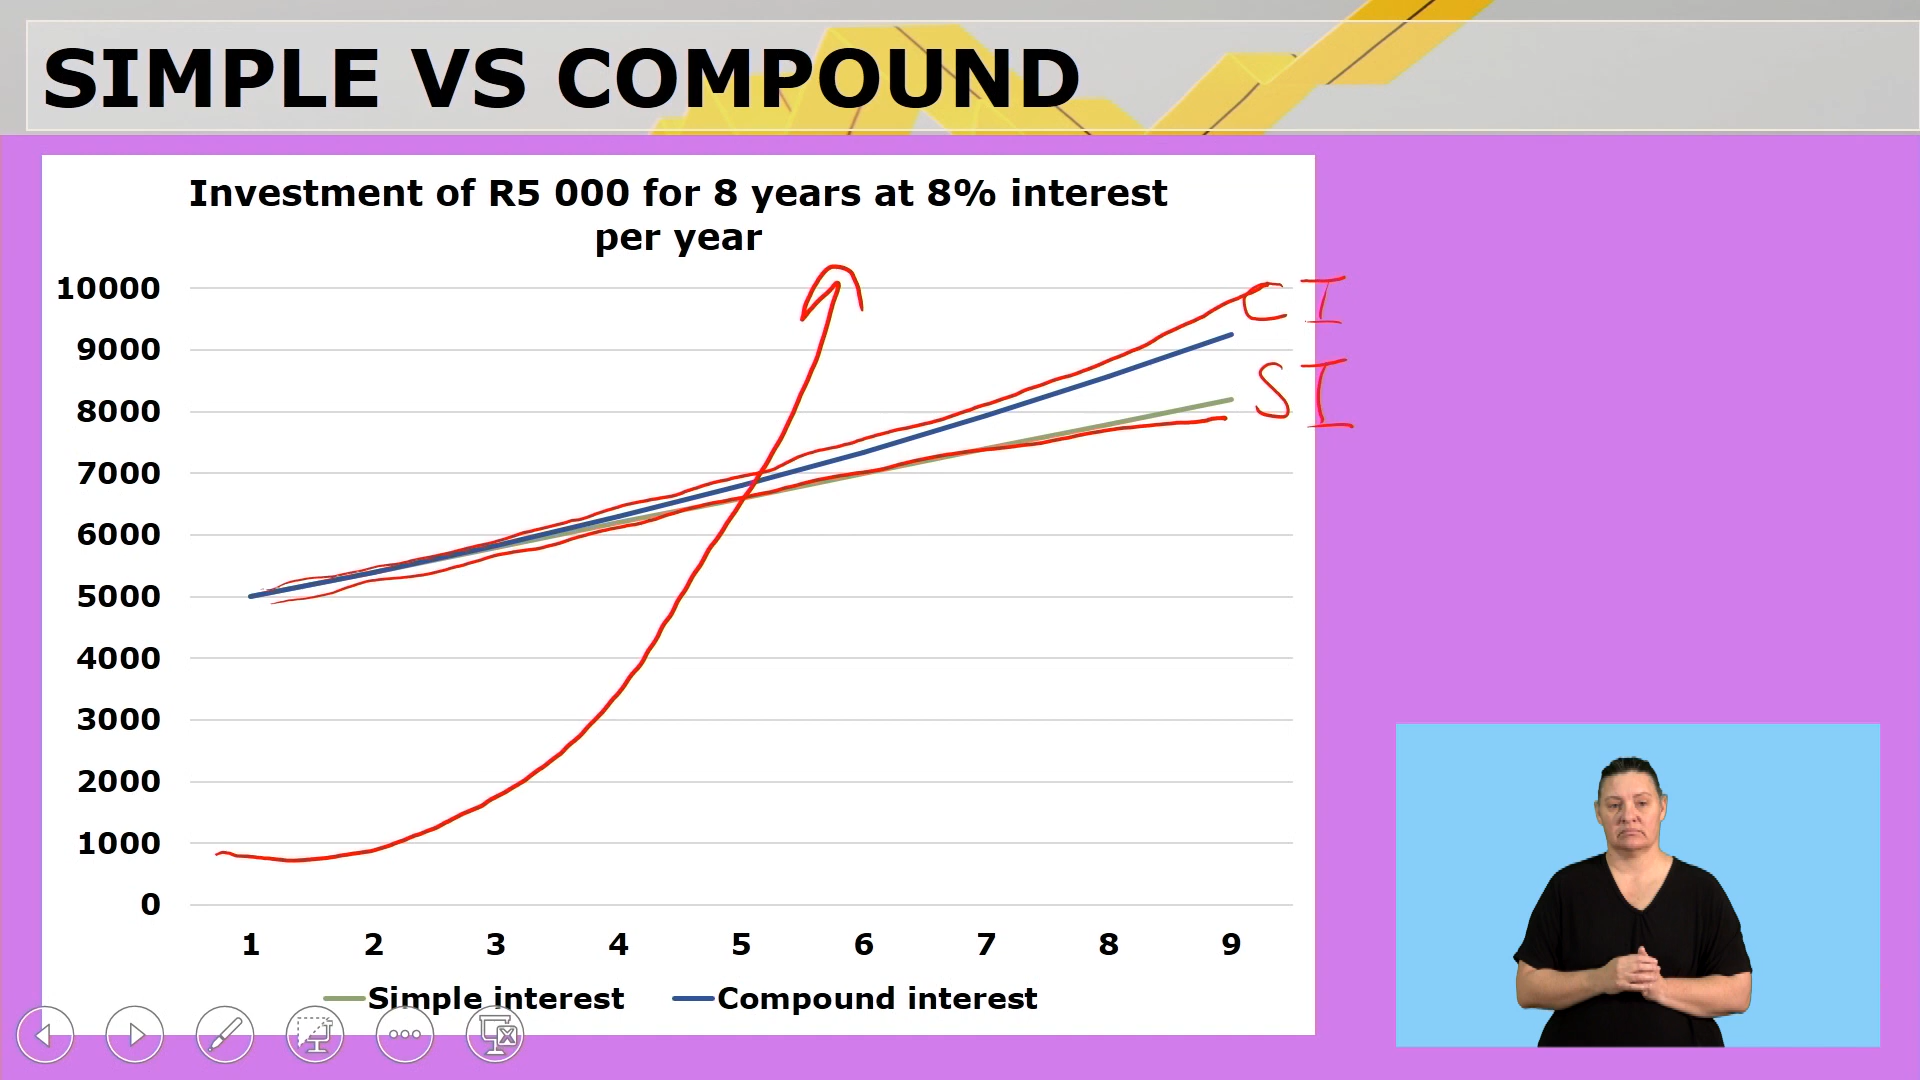 SIMPLE VS COMPOUND
Investment of R5 000 for 8 years at 8% interest
per year
10000
9000
8000
7000
6000
5000
4000
3000
2000
1000
0
CI
SI
1 2 3 4 5 6 7 8 9
Simple interest Compound interest